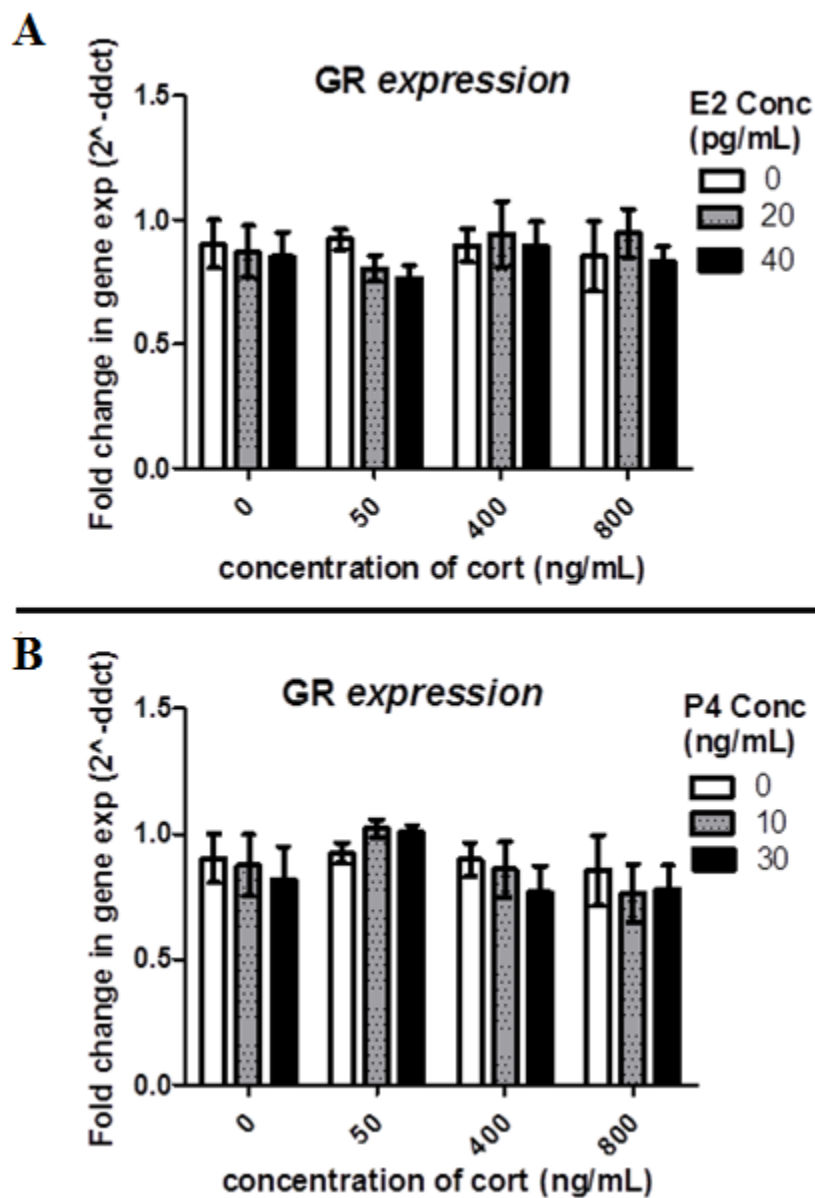 A
GR expression
Fold change in gene exp (2^-ddct)
1.5
1.0
0.5
0.0
0
50
400
800
concentration of cort (ng/mL)
E2 Conc
(pg/mL)
0
20
40
B
GR expression
Fold change in gene exp (2^-ddct)
1.5
1.0
0.5
0.0
0
50
400
800
concentration of cort (ng/mL)
P4 Conc
(ng/mL)
0
10
30